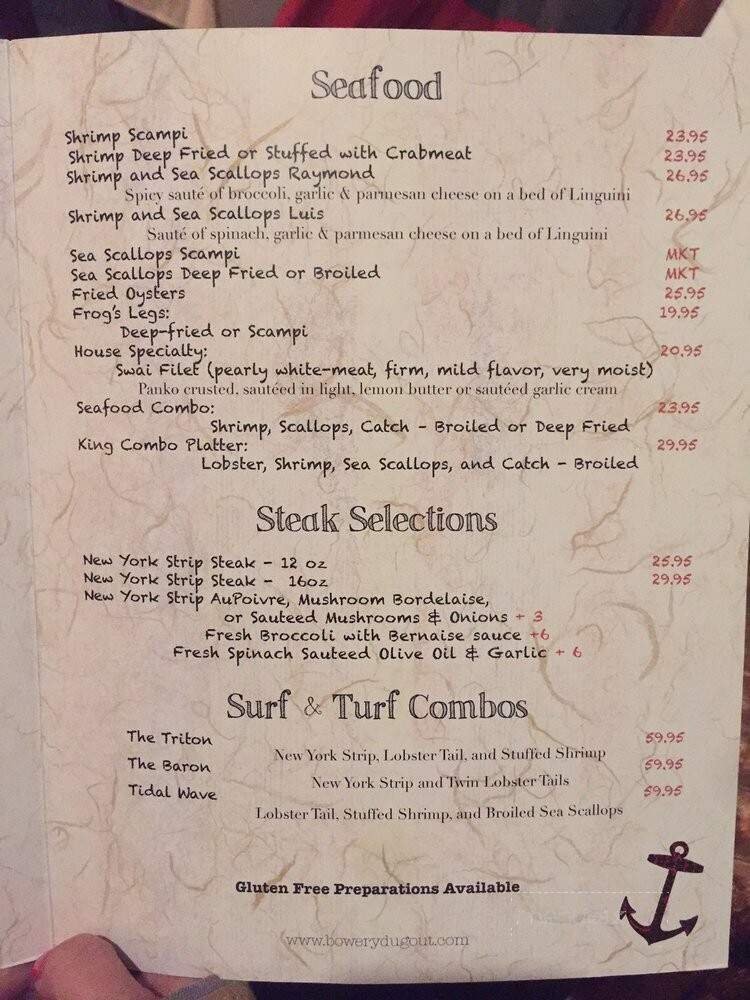 Seafood
Shrimp Scampi 23.95
Shrimp Deep Fried or Stuffed with Crabmeat 23.95
Shrimp and Sea Scallops Raymond 26.95
Spicy sauté of broccoli, garlic & parmesan cheese on a bed of Linguini
Shrimp and Sea Scallops Luis 26.95
Sauté of spinach, garlic & parmesan cheese on a bed of Linguini
Sea Scallops Scampi MKT
Sea Scallops Deep Fried or Broiled MKT
Fried Oysters 25.95
Frog's Legs: 19.95
Deep-fried or Scampi
House Specialty: 20.95
Swai Filet (pearly white-meat, firm, mild flavor, very moist)
Panko crusted, sautéed in light, lemon butter or sautéed garlic cream
Seafood Combo: 23.95
Shrimp, Scallops, Catch - Broiled or Deep Fried
King Combo Platter: 29.95
Lobster, Shrimp, Sea Scallops, and Catch - Broiled
Steak Selections
New York Strip Steak - 12 oz 25.95
New York Strip Steak - 16oz 29.95
New York Strip AuPoivre, Mushroom Bordelaise,
or Sauteed Mushrooms & Onions + 3
Fresh Broccoli with Bernaise sauce +6
Fresh Spinach Sauteed Olive Oil & Garlic + 6
Surf & Turf Combos
The Triton 59.95
New York Strip, Lobster Tail, and Stuffed Shrimp
The Baron 59.95
New York Strip and Twin Lobster Tails
Tidal Wave 59.95
Lobster Tail, Stuffed Shrimp, and Broiled Sea Scallops
Gluten Free Preparations Available
www.bowerydugout.com